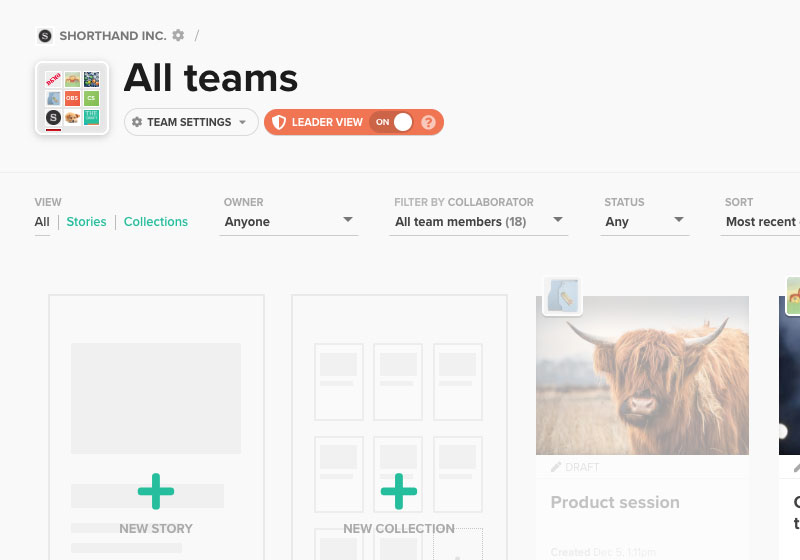 S SHORTHAND INC. /
All teams
OBS
CS
S
TEAM SETTINGS
LEADER VIEW ON ?
VIEW
All | Stories | Collections
OWNER
Anyone
FILTER BY COLLABORATOR
All team members (18)
STATUS
Any
SORT
Most recent
NEW STORY
NEW COLLECTION
DRAFT
Product session
Created Dec 5, 1:11pm